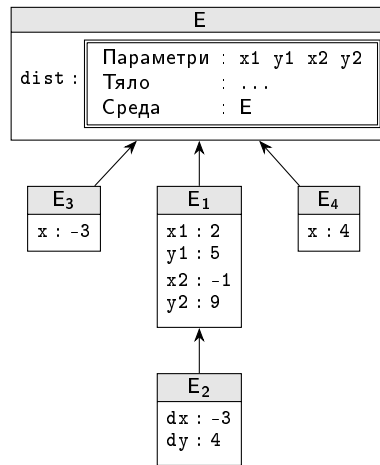 E
dist : Параметри : x1 y1 x2 y2
Тяло : ...
Среда : E
E3
x : -3
E1
x1 : 2
y1 : 5
x2 : -1
y2 : 9
E4
x : 4
E2
dx : -3
dy : 4